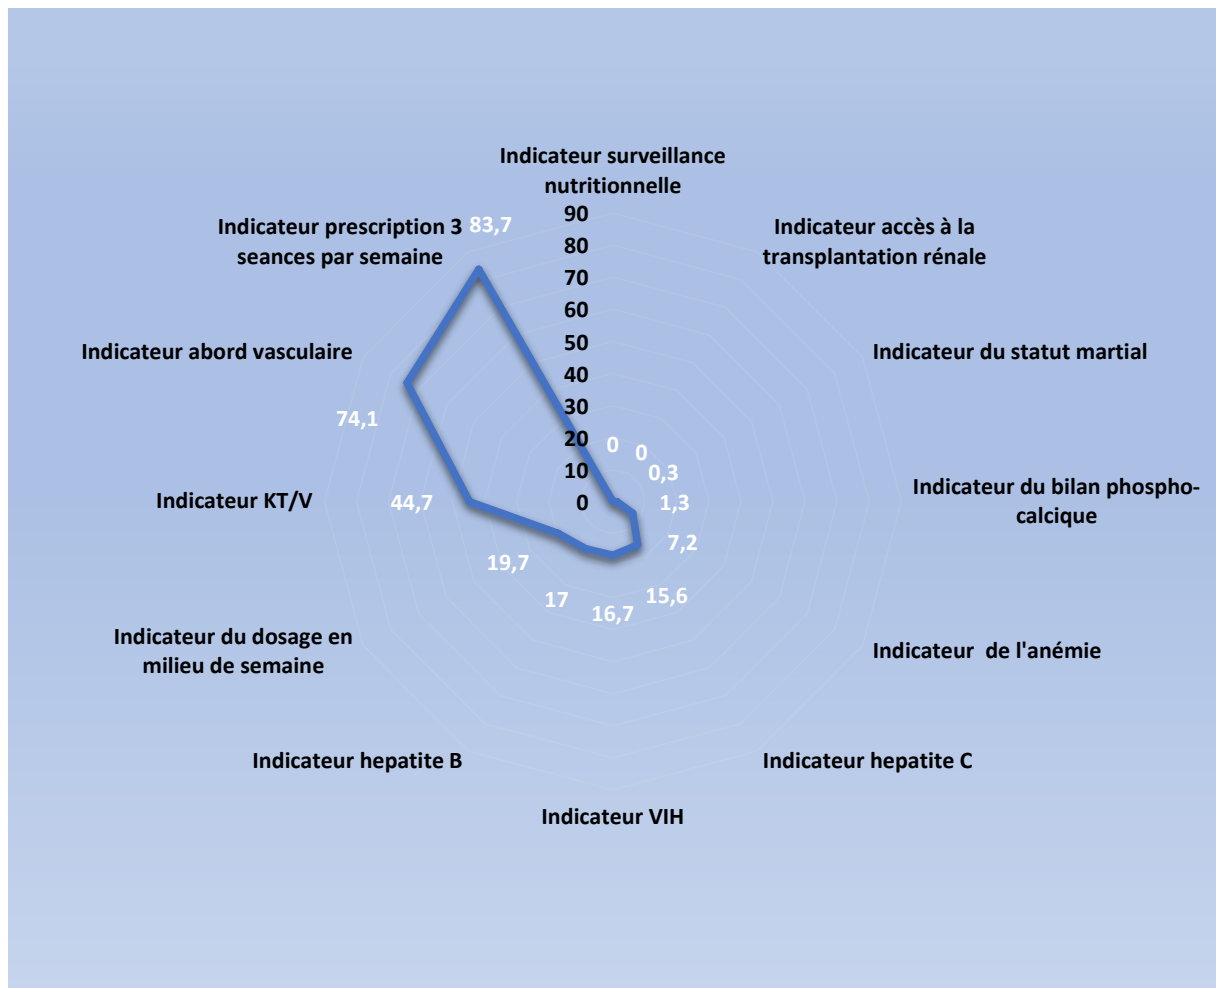 Indicateur surveillance
nutritionnelle
Indicateur prescription 3
seances par semaine
83,7
Indicateur accès à la
transplantation rénale
90
80
70
60
50
40
30
20
10
0
Indicateur abord vasculaire
74,1
Indicateur du statut martial
0
0
0,3
1,3
7,2
15,6
16,7
17
19,7
44,7
Indicateur KT/V
Indicateur du bilan phospho-
calcique
Indicateur du dosage en
milieu de semaine
Indicateur  de l'anémie
Indicateur hepatite B
Indicateur hepatite C
Indicateur VIH